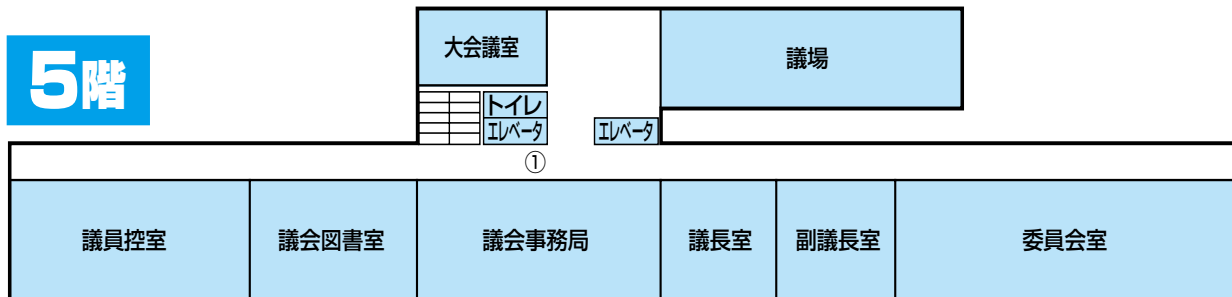 5階
大会議室
議場
トイレ
エレベータ
エレベータ
①
議員控室
議会図書室
議会事務局
議長室
副議長室
委員会室